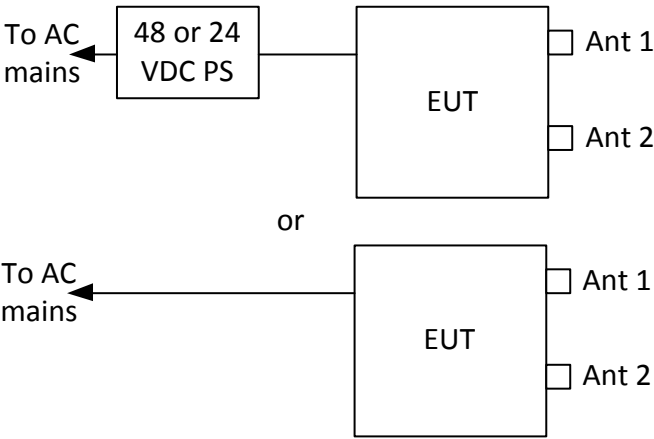 To AC
mains
48 or 24
VDC PS
EUT
Ant 1
Ant 2
or
To AC
mains
EUT
Ant 1
Ant 2